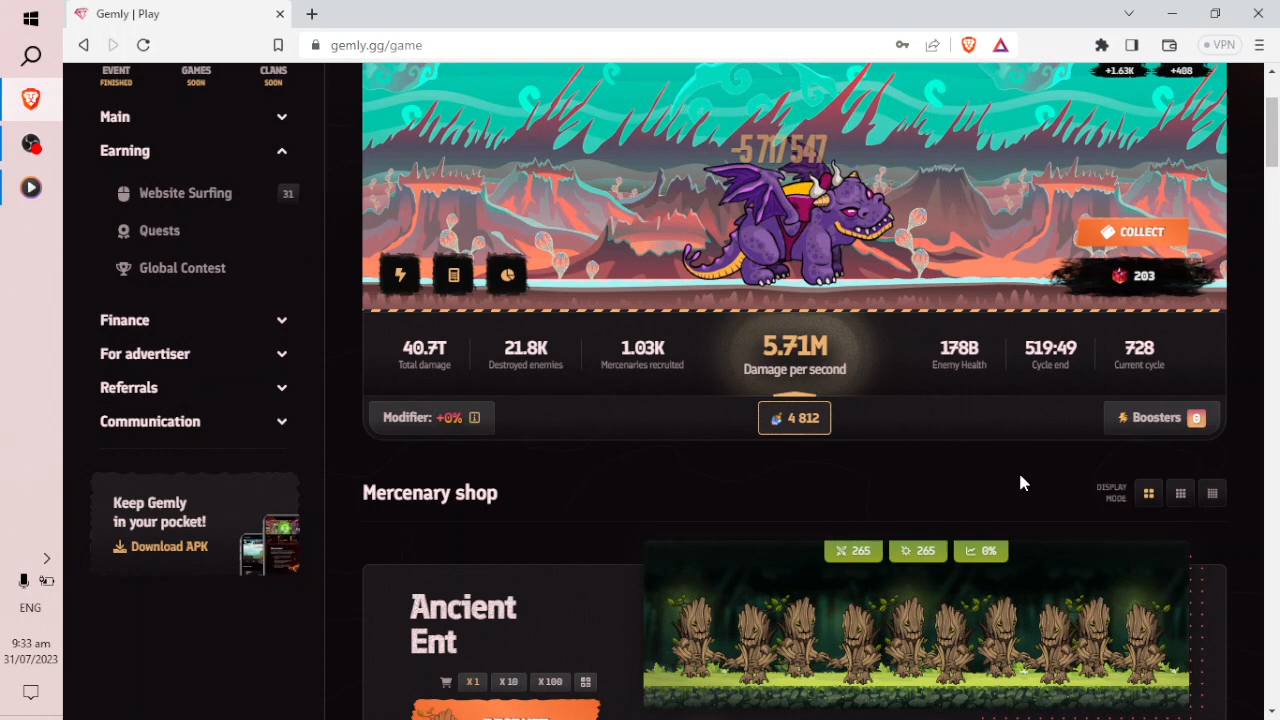 Gemly | Play
gemly.gg/game
VPN
EVENT
FINISHED
GAMES
SOON
CLANS
SOON
Main
Earning
Website Surfing
31
Quests
Global Contest
Finance
For advertiser
Referrals
Communication
Keep Gemly
in your pocket!
Download APK
+1.63K
+408
-5 717 547
COLLECT
203
40.7T
Total damage
21.8K
Destroyed enemies
1.03K
Mercenaries recruited
5.71M
Damage per second
178B
Enemy Health
519:49
Cycle end
728
Current cycle
Modifier: +0%
4 812
Boosters 0
Mercenary shop
DISPLAY
MODE
265
265
0%
Ancient
Ent
X 1
X 10
X 100
ENG
9:33 am
31/07/2023